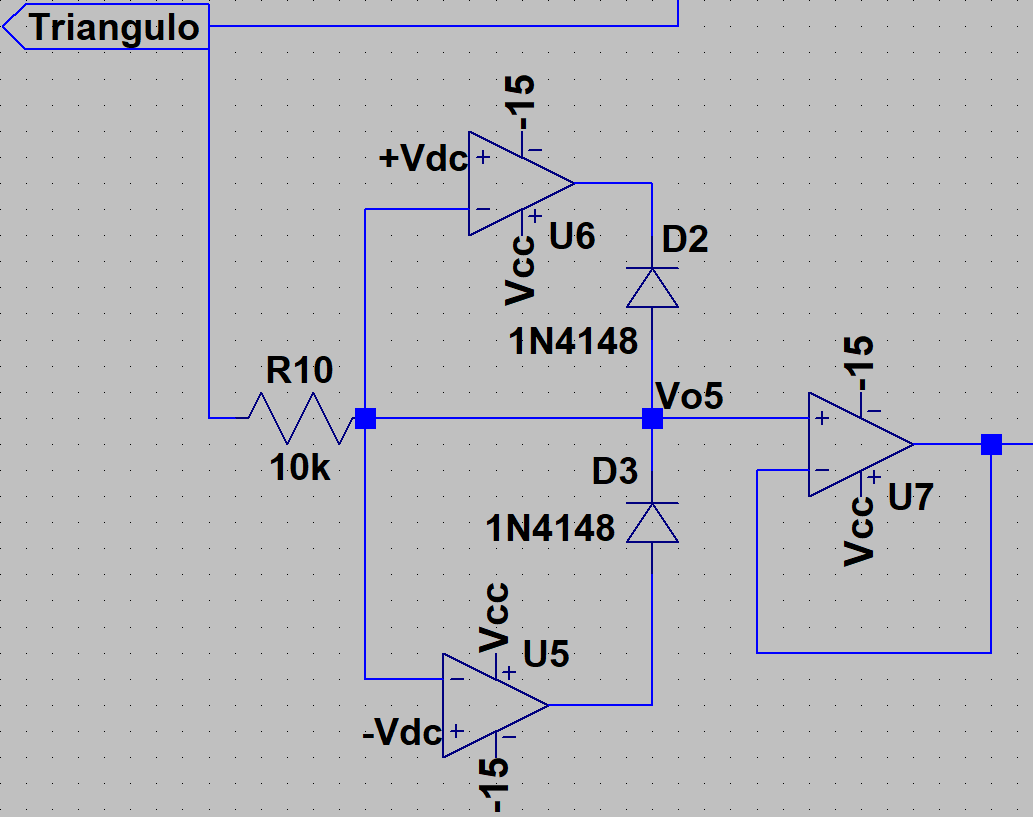 Triangulo
-15
+Vdc
+
−
−
+
U6
Vcc
D2
1N4148
R10
10k
Vo5
-15
+
−
−
+
U7
Vcc
D3
1N4148
Vcc
U5
+
−
-Vdc
+
−
-15